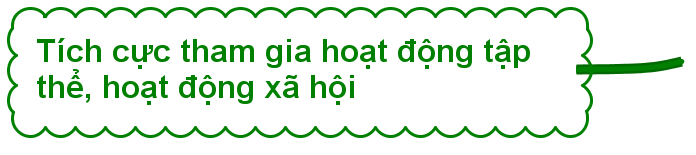 Tích cực tham gia hoạt động tập
thể, hoạt động xã hội